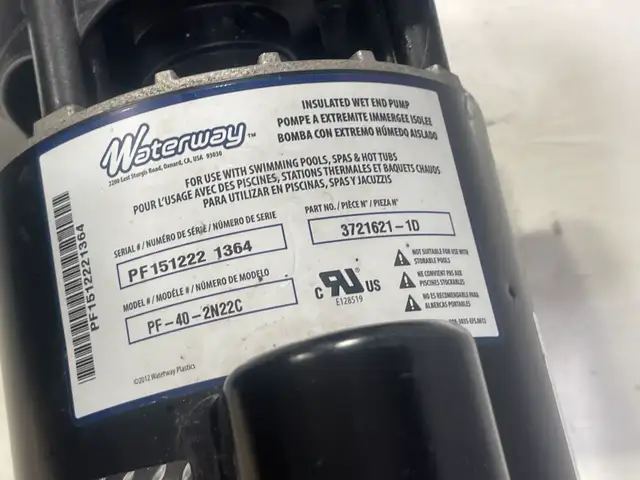 Waterway™
2200 East Sturgis Road, Oxnard, CA, USA 93030
INSULATED WET END PUMP
POMPE A EXTREMITE IMMERGEE ISOLEE
BOMBA CON EXTREMO HÚMEDO AISLADO
FOR USE WITH SWIMMING POOLS, SPAS & HOT TUBS
POUR L'USAGE AVEC DES PISCINES, STATIONS THERMALES ET BAQUETS CHAUDS
PARA UTILIZAR EN PISCINAS, SPAS Y JACUZZIS
SERIAL # / NUMÉRO DE SÉRIE / NÚMERO DE SERIE
PF151222 1364
PART NO. / PIÈCE N° / PIEZA N°
3721621-1D
MODEL # / MODÈLE # / NÚMERO DE MODELO
PF-40-2N22C
C RU US
E128519
NOT SUITABLE FOR USE WITH
STORABLE POOLS
NE CONVIENT PAS AUX
PISCINES STOCKABLES
NO ES RECOMENDABLE PARA
ALBERCAS PORTABLES
©2012 Waterway Plastics
PF1512221364